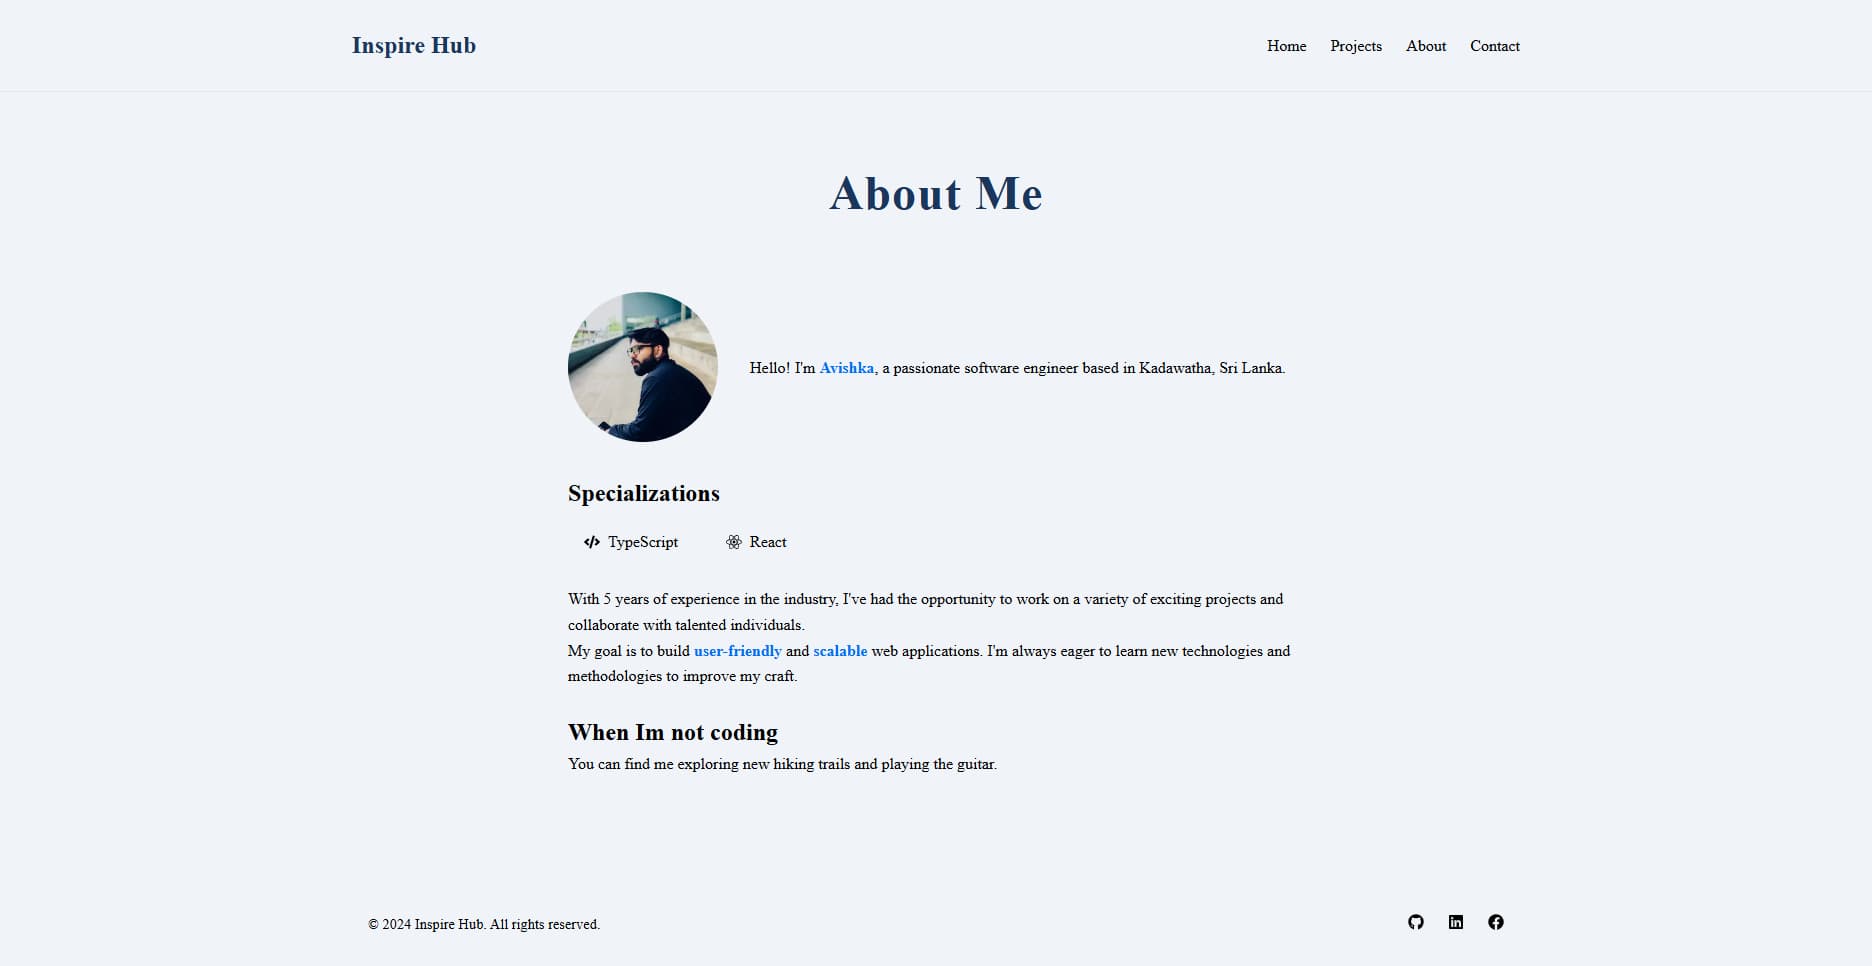 Inspire Hub
Home Projects About Contact
About Me
Hello! I'm Avishka, a passionate software engineer based in Kadawatha, Sri Lanka.
Specializations
TypeScript React
With 5 years of experience in the industry, I've had the opportunity to work on a variety of exciting projects and
collaborate with talented individuals.
My goal is to build user-friendly and scalable web applications. I'm always eager to learn new technologies and
methodologies to improve my craft.
When Im not coding
You can find me exploring new hiking trails and playing the guitar.
© 2024 Inspire Hub. All rights reserved.